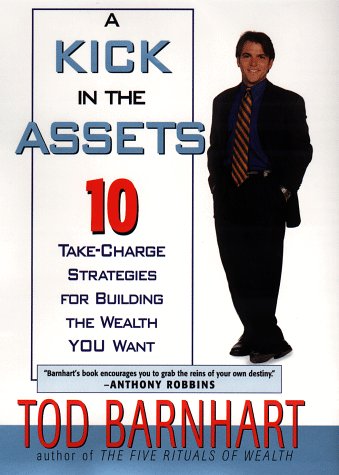 A
KICK
IN THE
ASSETS
10
TAKE-CHARGE
STRATEGIES
FOR BUILDING
THE WEALTH
YOU WANT
"Barnhart's book encourages you to grab the reins of your own destiny."
–ANTHONY ROBBINS
TOD BARNHART
author of THE FIVE RITUALS OF WEALTH